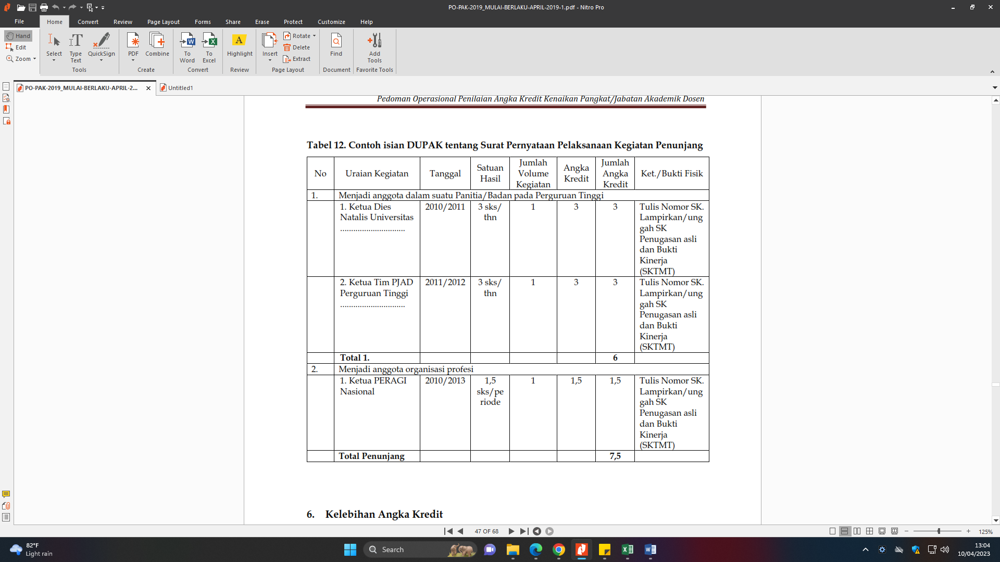 PO-PAK-2019_MULAI-BERLAKU-APRIL-2019-1.pdf - Nitro Pro
File
Home
Convert
Review
Page Layout
Forms
Share
Erase
Protect
Customize
Help
Hand
Edit
Zoom
Select
Type
Text
QuickSign
Tools
PDF
Combine
Create
To
Word
To
Excel
Convert
Highlight
Review
Insert
Rotate
Delete
Extract
Page Layout
Find
Document
Add
Tools
Favorite Tools
PO-PAK-2019_MULAI-BERLAKU-APRIL-2...
Untitled1
Pedoman Operasional Penilaian Angka Kredit Kenaikan Pangkat/Jabatan Akademik Dosen
Tabel 12. Contoh isian DUPAK tentang Surat Pernyataan Pelaksanaan Kegiatan Penunjang
No
Uraian Kegiatan
Tanggal
Satuan
Hasil
Jumlah
Volume
Kegiatan
Angka
Kredit
Jumlah
Angka
Kredit
Ket./Bukti Fisik
1. Menjadi anggota dalam suatu Panitia/Badan pada Perguruan Tinggi
1. Ketua Dies
Natalis Universitas
..............................
2010/2011
3 sks/
thn
1
3
3
Tulis Nomor SK.
Lampirkan/ung
gah SK
Penugasan asli
dan Bukti
Kinerja
(SKTMT)
2. Ketua Tim PJAD
Perguruan Tinggi
..............................
2011/2012
3 sks/
thn
1
3
3
Tulis Nomor SK.
Lampirkan/ung
gah SK
Penugasan asli
dan Bukti
Kinerja
(SKTMT)
Total 1.
6
2. Menjadi anggota organisasi profesi
1. Ketua PERAGI
Nasional
2010/2013
1,5
sks/pe
riode
1
1,5
1,5
Tulis Nomor SK.
Lampirkan/ung
gah SK
Penugasan asli
dan Bukti
Kinerja
(SKTMT)
Total Penunjang
7,5
6. Kelebihan Angka Kredit
47 OF 68
125%
82°F
Light rain
Search
13:04
10/04/2023